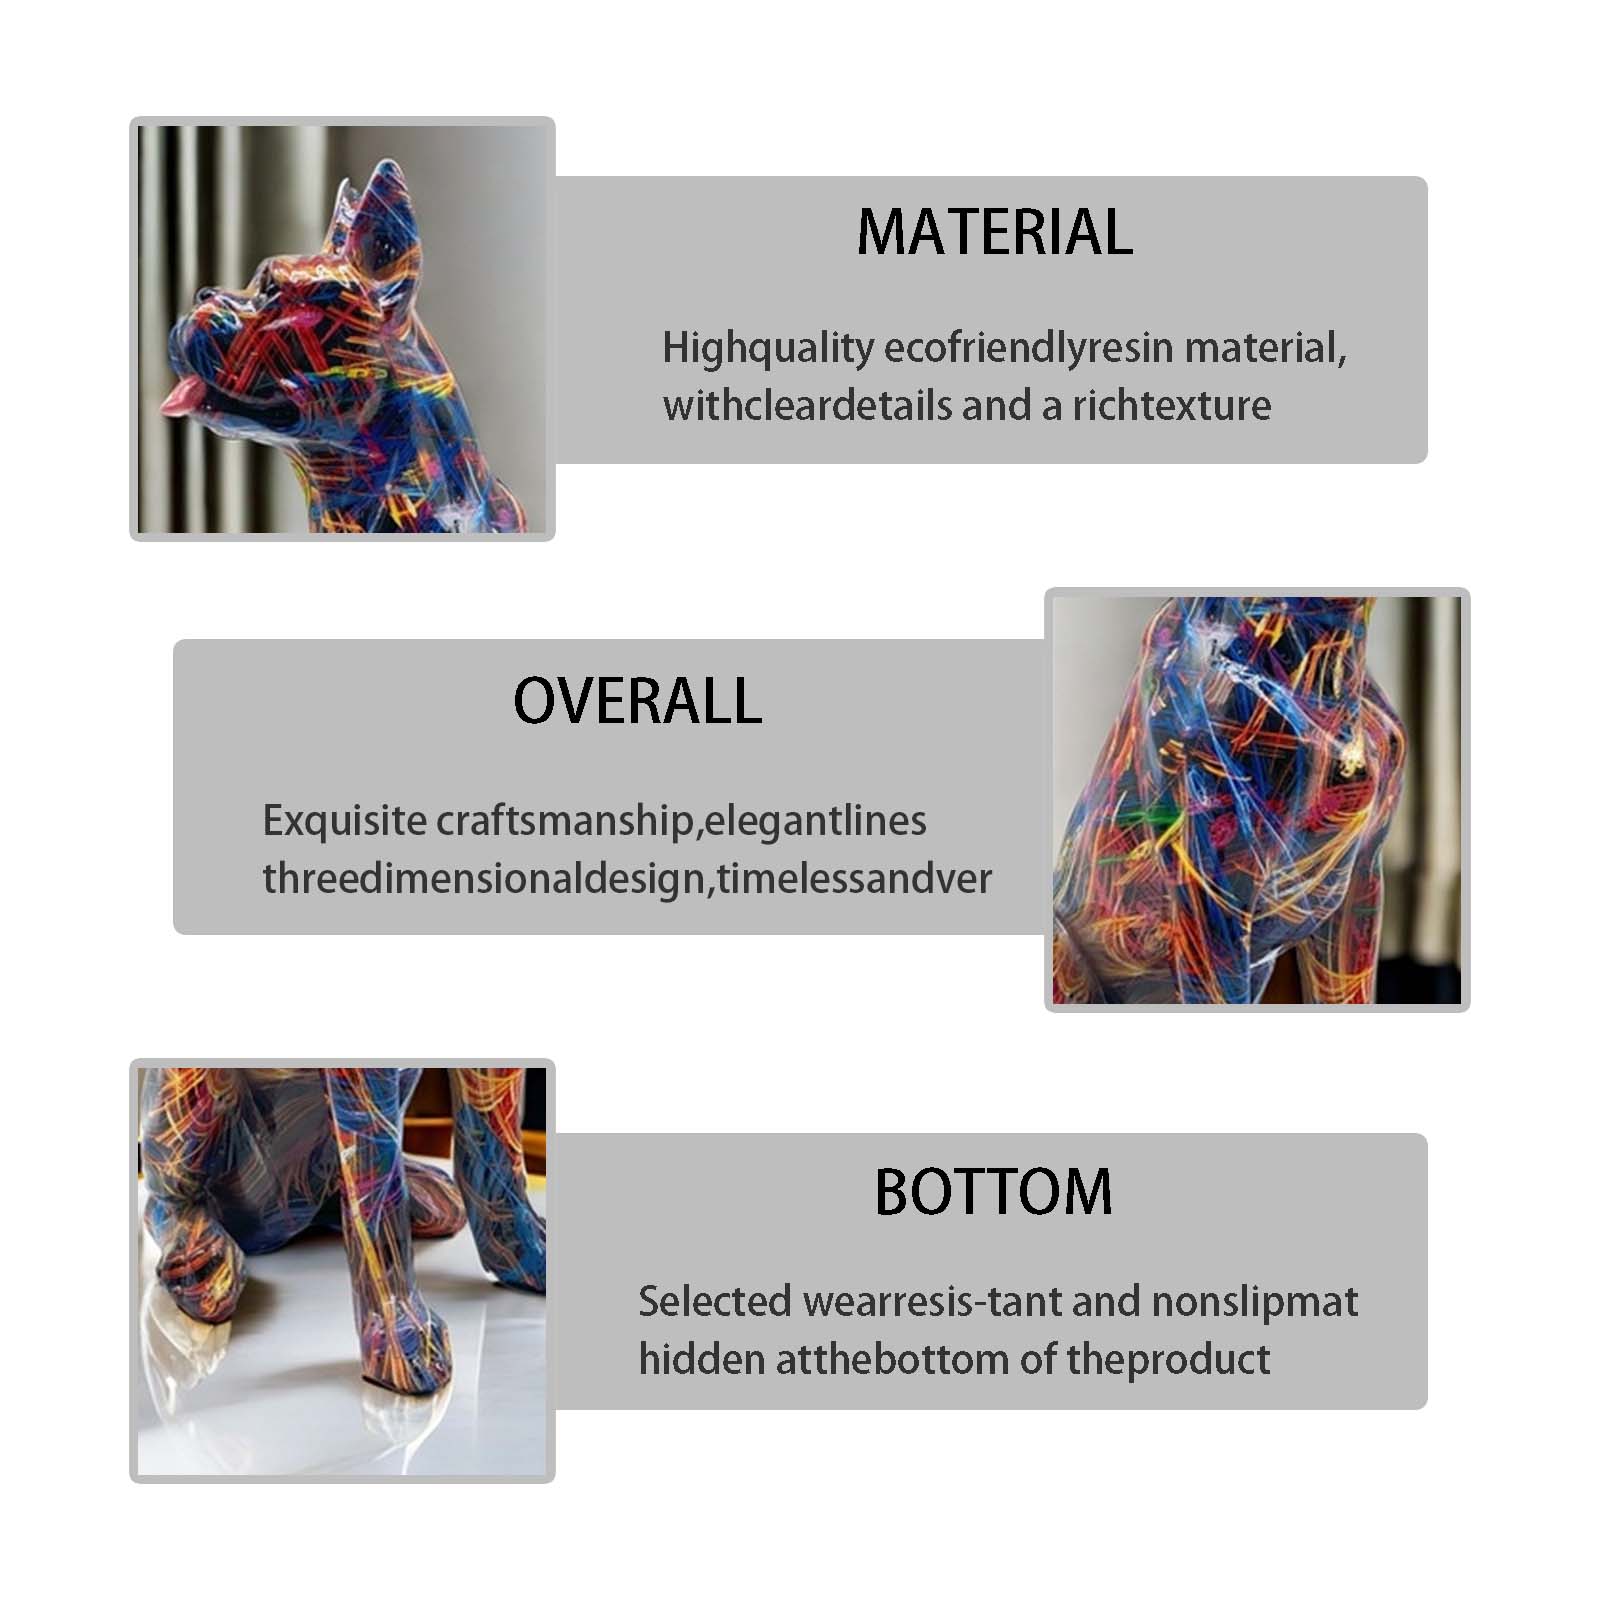 MATERIAL
Highquality ecofriendlyresin material,
withcleardetails and a richtexture
OVERALL
Exquisite craftsmanship,elegantlines
threedimensionaldesign,timelessandver
BOTTOM
Selected wearresis-tant and nonslipmat
hidden atthebottom of theproduct